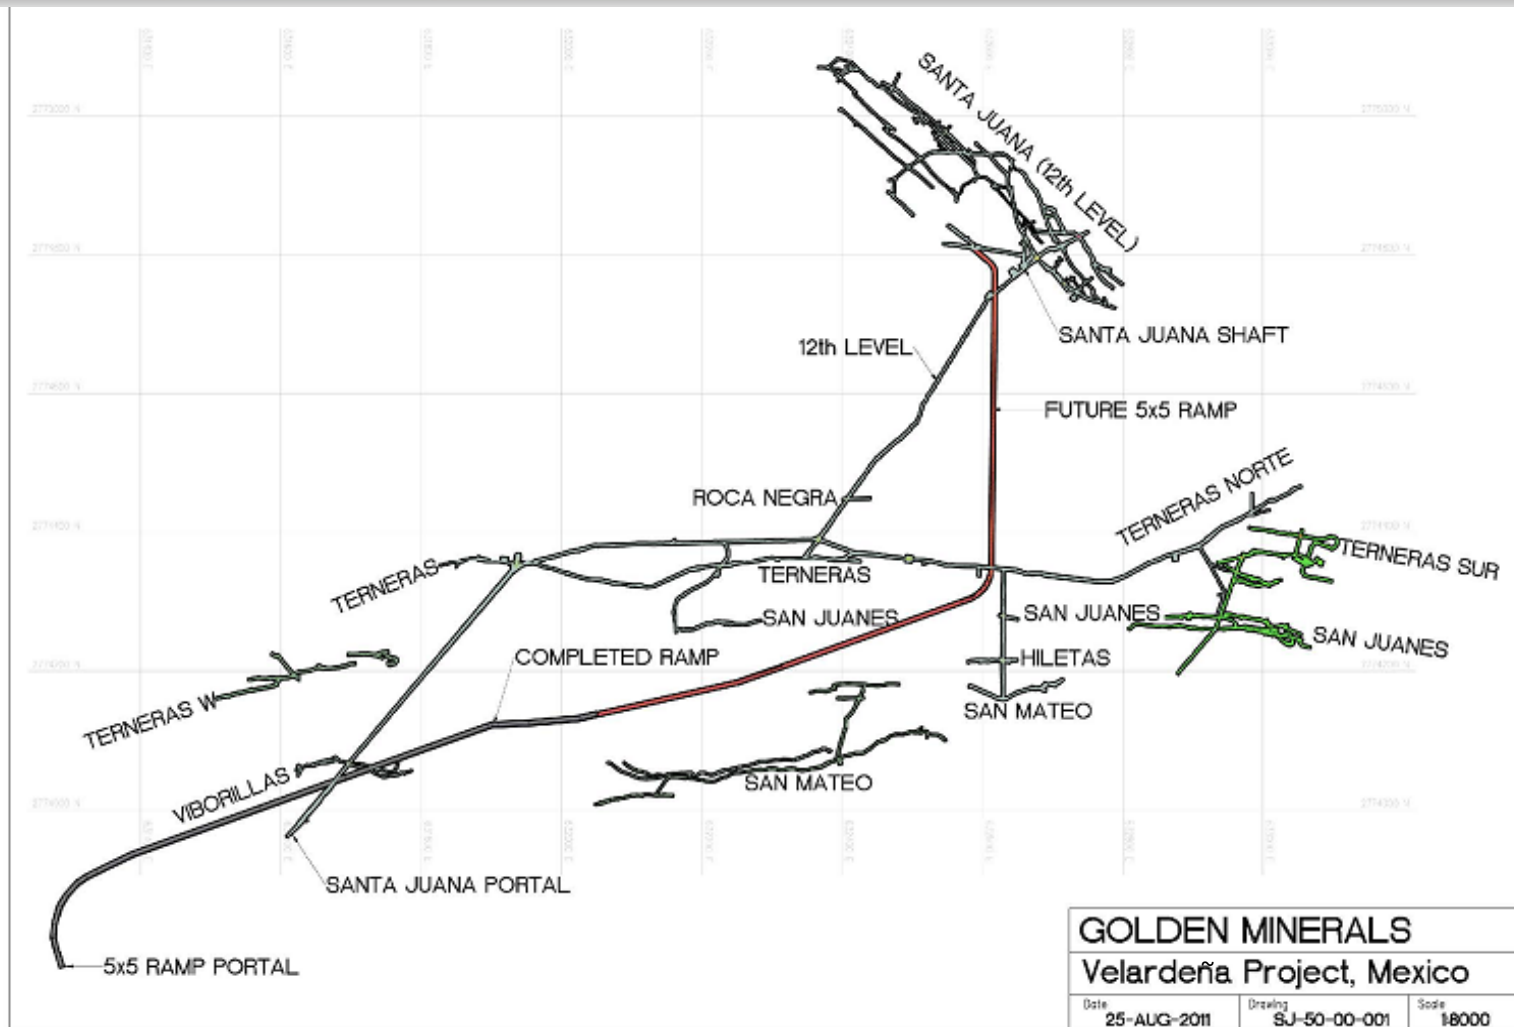 SANTA JUANA (12th LEVEL)
SANTA JUANA SHAFT
12th LEVEL
FUTURE 5x5 RAMP
ROCA NEGRA
TERNERAS NORTE
TERNERAS
TERNERAS
TERNERAS SUR
SAN JUANES
SAN JUANES
SAN JUANES
COMPLETED RAMP
HILETAS
TERNERAS W
SAN MATEO
VIBORILLAS
SAN MATEO
SANTA JUANA PORTAL
5x5 RAMP PORTAL
GOLDEN MINERALS
Velardeña Project, Mexico
Date
Drawing
Scale
25-AUG-2011
SJ-50-00-001
1:8000